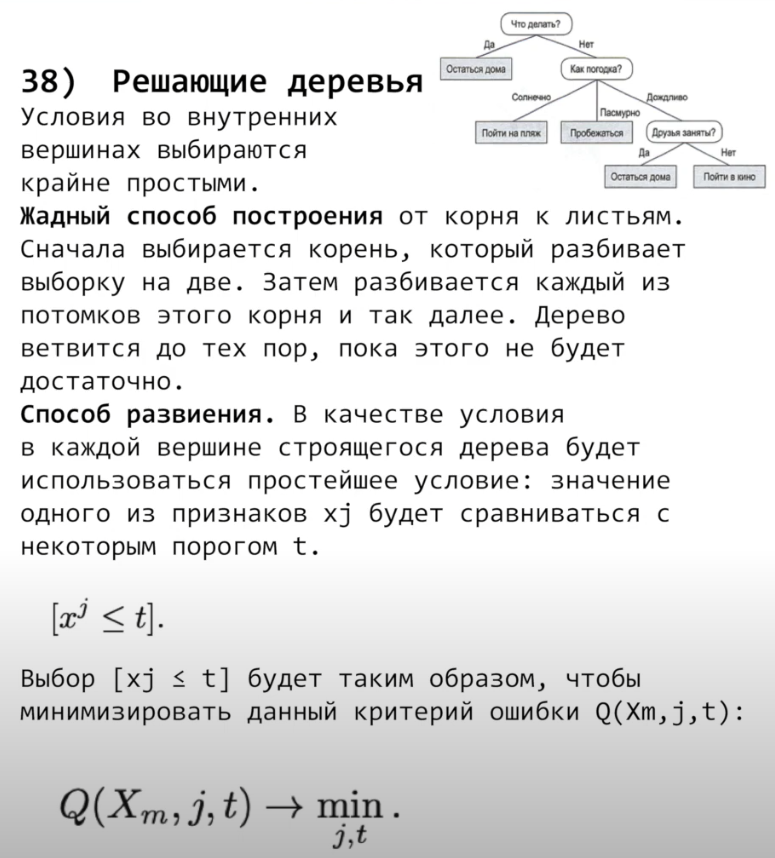 Что делать?
Да
Нет
Остаться дома
Как погодка?
Солнечно
Пасмурно
Дождливо
Пойти на пляж
Пробежаться
Друзья заняты?
Да
Нет
Остаться дома
Пойти в кино
38) Решающие деревья
Условия во внутренних
вершинах выбираются
крайне простыми.
Жадный способ построения от корня к листьям.
Сначала выбирается корень, который разбивает
выборку на две. Затем разбивается каждый из
потомков этого корня и так далее. Дерево
ветвится до тех пор, пока этого не будет
достаточно.
Способ развиения. В качестве условия
в каждой вершине строящегося дерева будет
использоваться простейшее условие: значение
одного из признаков xj будет сравниваться с
некоторым порогом t.
[x^j ≤ t].
Выбор [xj ≤ t] будет таким образом, чтобы
минимизировать данный критерий ошибки Q(Xm,j,t):
Q(X_m, j, t) → min_{j,t}.